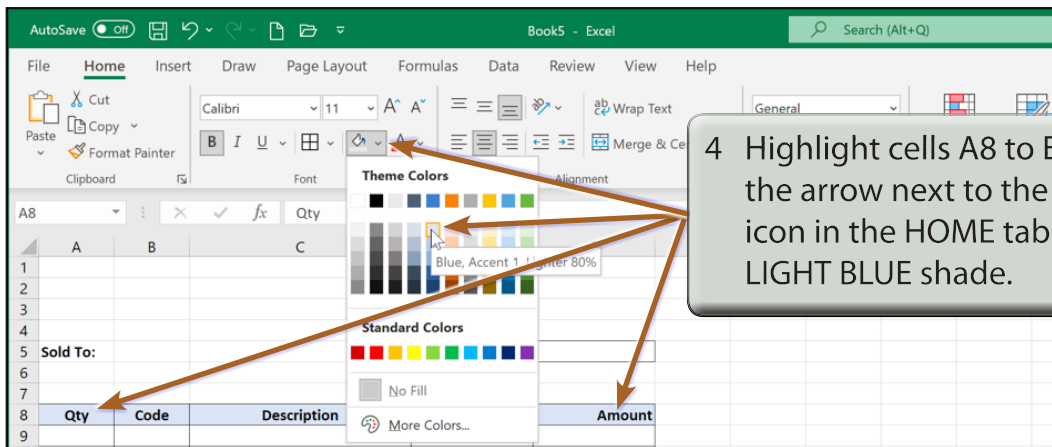 AutoSave Off Book5 - Excel Search (Alt+Q)
File Home Insert Draw Page Layout Formulas Data Review View Help
Cut
Copy
Paste
Format Painter
Clipboard
Calibri 11 A^ A˅
B I U A
Font
ab Wrap Text
Merge & Ce
Alignment
General
A8 fx Qty
Theme Colors
Blue, Accent 1, Lighter 80%
Standard Colors
No Fill
More Colors...
4 Highlight cells A8 to E
the arrow next to the
icon in the HOME tab
LIGHT BLUE shade.
A B C
1
2
3
4
5 Sold To:
6
7
8 Qty Code Description Amount
9